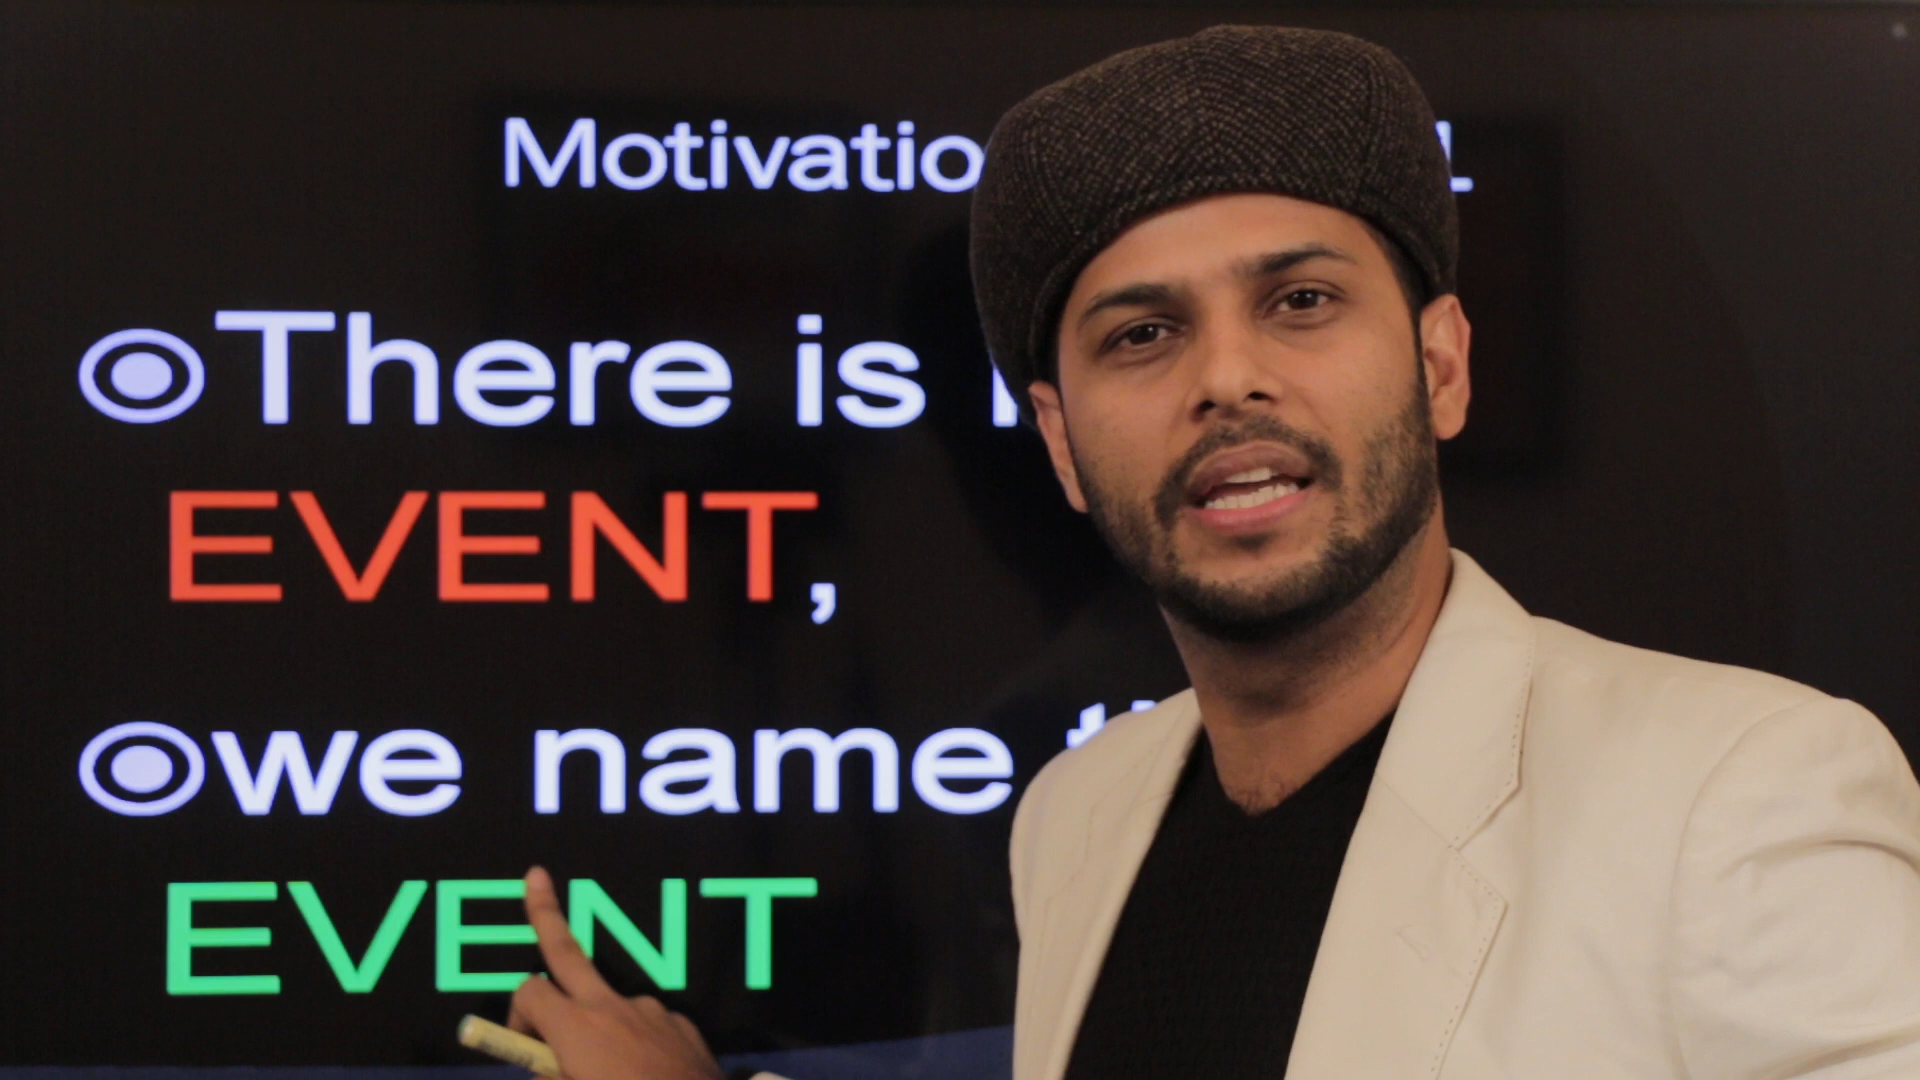 Motivatio
There is
EVENT,
we name
EVENT